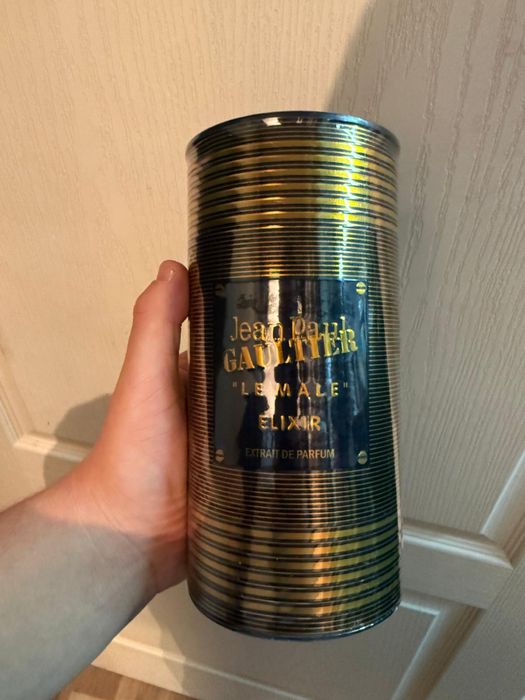 Jean Paul
GAULTIER
"LE MALE"
ELIXIR
EXTRAIT DE PARFUM